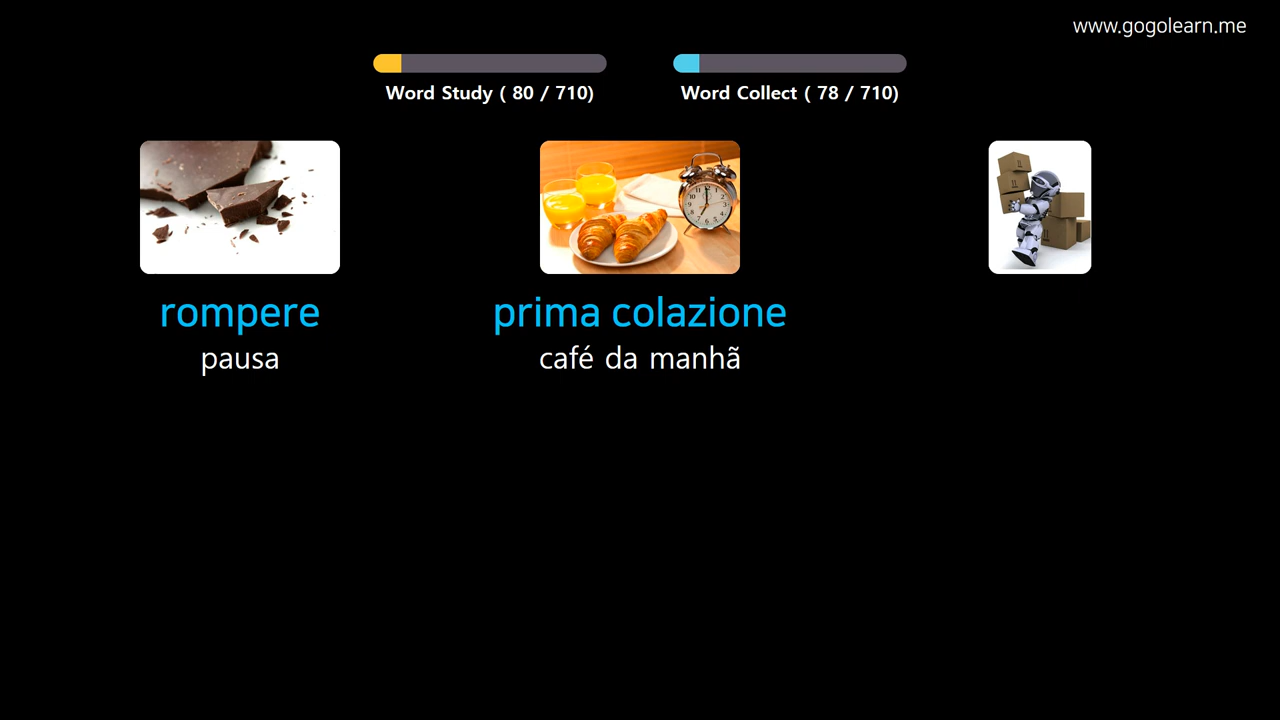 www.gogolearn.me
Word Study ( 80 / 710)
Word Collect ( 78 / 710)
rompere
pausa
prima colazione
café da manhã